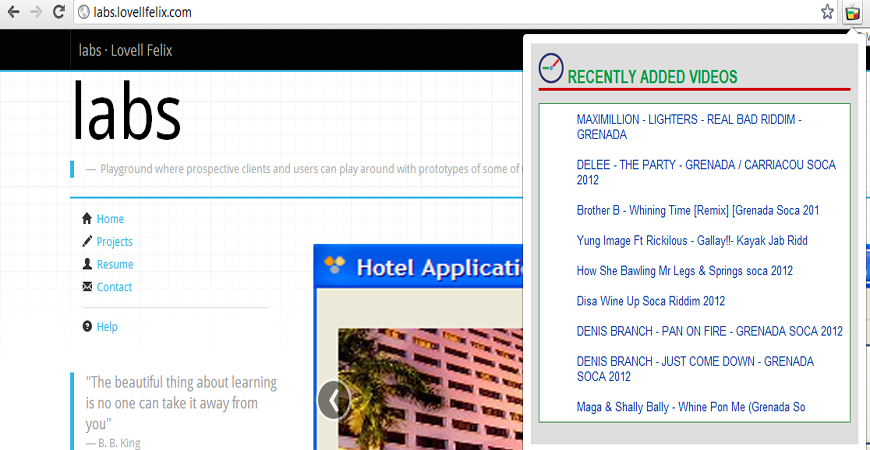 labs.lovellfelix.com
labs · Lovell Felix
labs
— Playground where prospective clients and users can play around with prototypes of some of
Home
Projects
Resume
Contact
Help
"The beautiful thing about learning
is no one can take it away from
you"
— B. B. King
Hotel Applicati
RECENTLY ADDED VIDEOS
MAXIMILLION - LIGHTERS - REAL BAD RIDDIM -
GRENADA
DELEE - THE PARTY - GRENADA / CARRIACOU SOCA
2012
Brother B - Whining Time [Remix] [Grenada Soca 201
Yung Image Ft Rickilous - Gallay!!- Kayak Jab Ridd
How She Bawling Mr Legs & Springs soca 2012
Disa Wine Up Soca Riddim 2012
DENIS BRANCH - PAN ON FIRE - GRENADA SOCA 2012
DENIS BRANCH - JUST COME DOWN - GRENADA
SOCA 2012
Maga & Shally Bally - Whine Pon Me (Grenada So